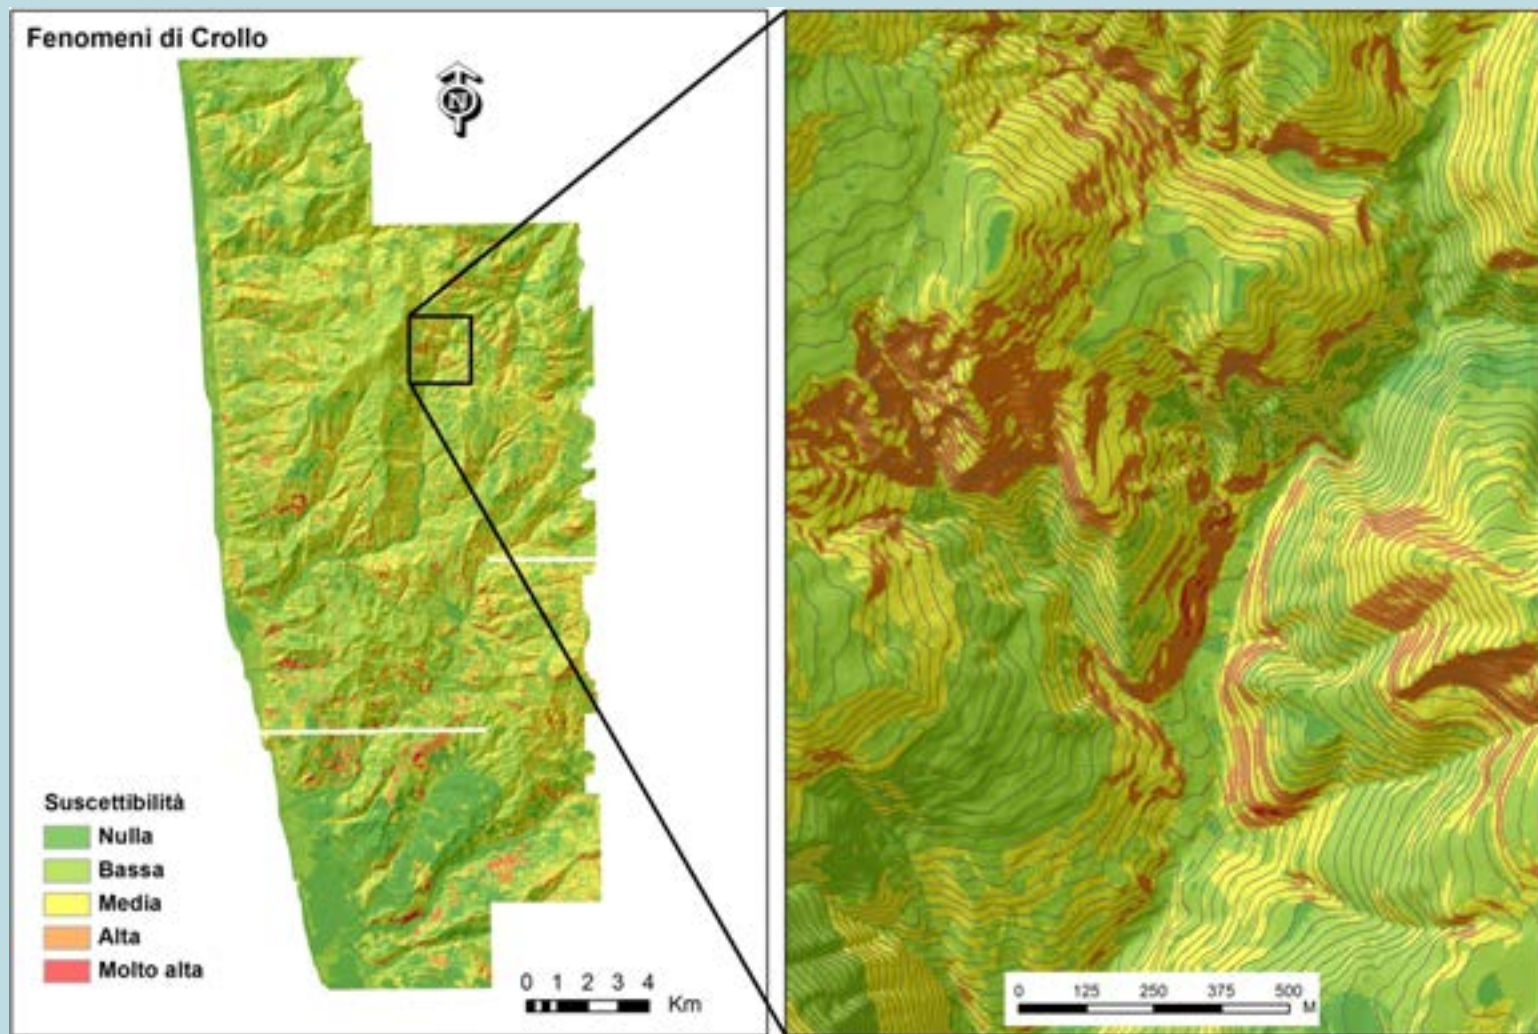 Fenomeni di Crollo
N
Suscettibilità
Nulla
Bassa
Media
Alta
Molto alta
0 1 2 3 4
Km
0 125 250 375 500
M